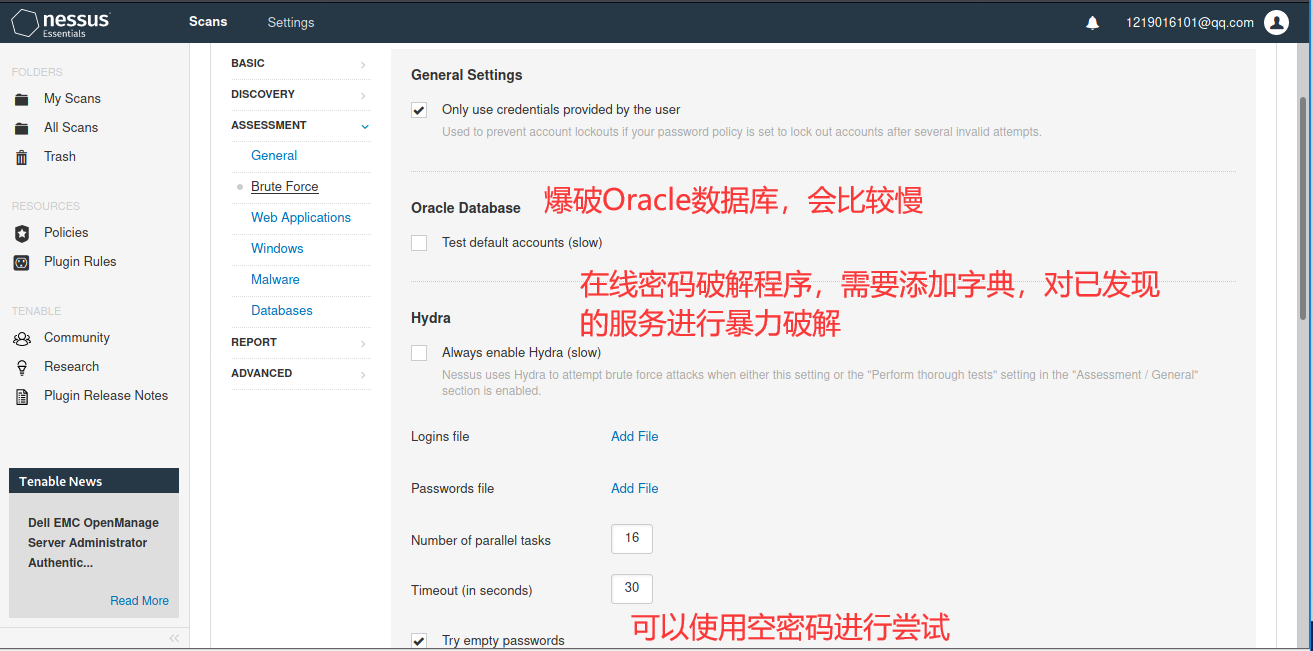 nessus
Essentials
Scans
Settings
1219016101@qq.com
FOLDERS
My Scans
All Scans
Trash
RESOURCES
Policies
Plugin Rules
TENABLE
Community
Research
Plugin Release Notes
Tenable News
Dell EMC OpenManage
Server Administrator
Authentic...
Read More
BASIC
DISCOVERY
ASSESSMENT
General
Brute Force
Web Applications
Windows
Malware
Databases
REPORT
ADVANCED
General Settings
Only use credentials provided by the user
Used to prevent account lockouts if your password policy is set to lock out accounts after several invalid attempts.
Oracle Database
爆破Oracle数据库，会比较慢
Test default accounts (slow)
在线密码破解程序，需要添加字典，对已发现
的服务进行暴力破解
Hydra
Always enable Hydra (slow)
Nessus uses Hydra to attempt brute force attacks when either this setting or the "Perform thorough tests" setting in the "Assessment / General"
section is enabled.
Logins file
Add File
Passwords file
Add File
Number of parallel tasks
16
Timeout (in seconds)
30
可以使用空密码进行尝试
Try empty passwords